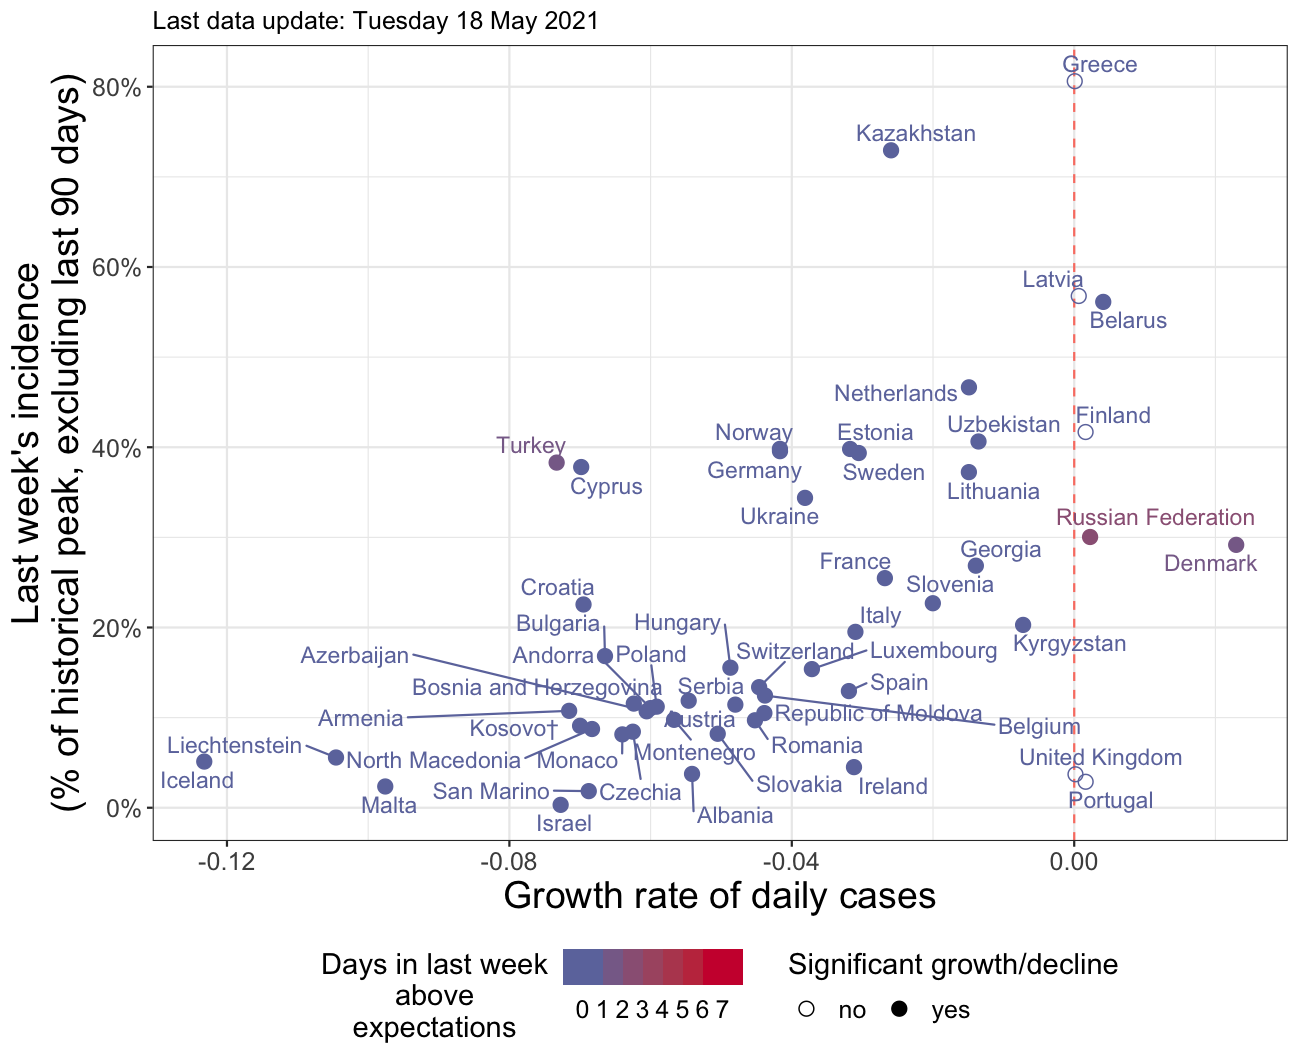 Last data update: Tuesday 18 May 2021
Last week's incidence
(% of historical peak, excluding last 90 days)
80%
60%
40%
20%
0%
Greece
Kazakhstan
Latvia
Belarus
Netherlands
Finland
Uzbekistan
Norway
Estonia
Turkey
Germany
Sweden
Cyprus
Lithuania
Ukraine
Russian Federation
Georgia
France
Denmark
Slovenia
Croatia
Italy
Bulgaria
Hungary
Kyrgyzstan
Azerbaijan
Andorra
Poland
Switzerland
Luxembourg
Bosnia and Herzegovina
Serbia
Spain
Armenia
Kosovo†
Austria
Republic of Moldova
Belgium
Liechtenstein
North Macedonia
Monaco
Montenegro
Romania
United Kingdom
Iceland
Malta
San Marino
Czechia
Slovakia
Ireland
Portugal
Israel
Albania
-0.12
-0.08
-0.04
0.00
Growth rate of daily cases
Days in last week
above
expectations
0 1 2 3 4 5 6 7
Significant growth/decline
no
yes